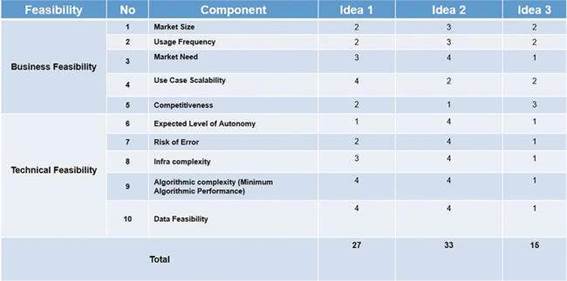 Feasibility No Component Idea 1 Idea 2 Idea 3
Business Feasibility
1 Market Size 2 3 2
2 Usage Frequency 2 3 2
3 Market Need 3 4 1
4 Use Case Scalability 4 2 2
5 Competitiveness 2 1 3
Technical Feasibility
6 Expected Level of Autonomy 1 4 1
7 Risk of Error 2 4 1
8 Infra complexity 3 4 1
9 Algorithmic complexity (Minimum
Algorithmic Performance) 4 4 1
10 Data Feasibility 4 4 1
Total 27 33 15